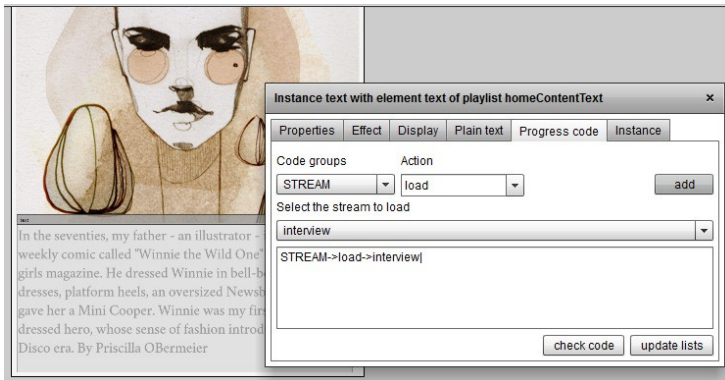 Instance text with element text of playlist homeContentText ×
Properties Effect Display Plain text Progress code Instance
Code groups Action
STREAM load add
Select the stream to load
interview
STREAM->load->interview
check code update lists
text
In the seventies, my father - an illustrator -
weekly comic called "Winnie the Wild One"
girls magazine. He dressed Winnie in bell-b
dresses, platform heels, an oversized Newsb
gave her a Mini Cooper. Winnie was my firs
dressed hero, whose sense of fashion introd
Disco era. By Priscilla OBermeier